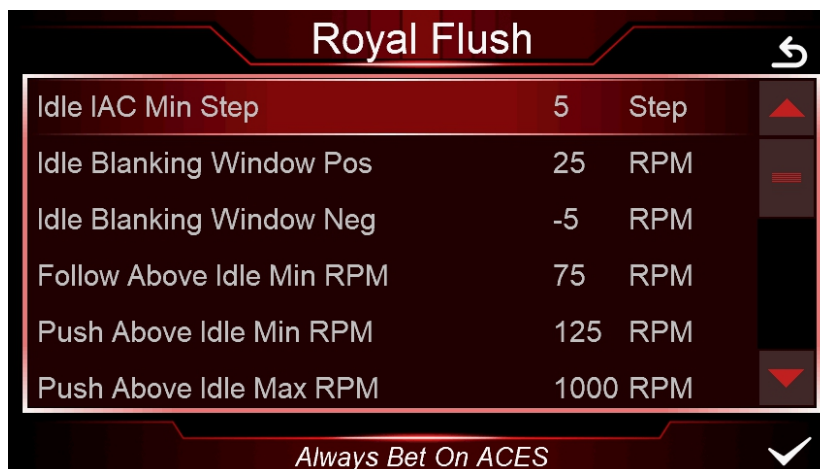 Royal Flush
Idle IAC Min Step 5 Step
Idle Blanking Window Pos 25 RPM
Idle Blanking Window Neg -5 RPM
Follow Above Idle Min RPM 75 RPM
Push Above Idle Min RPM 125 RPM
Push Above Idle Max RPM 1000 RPM
Always Bet On ACES